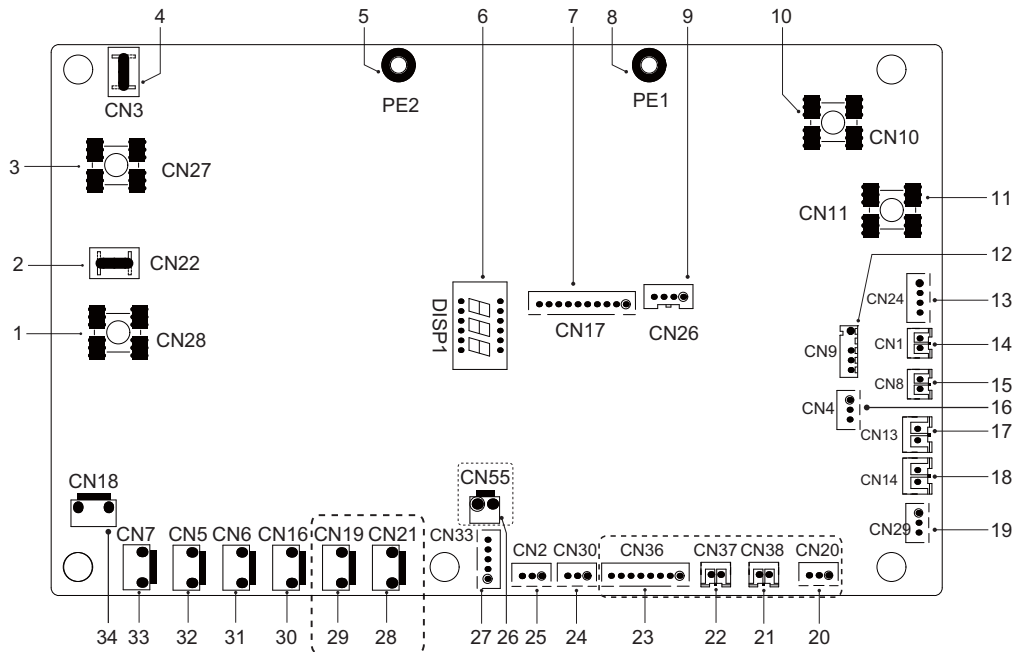 4 5 6 7 8 9 10
CN3 PE2 PE1
CN10
3 CN27
CN11 11
2 CN22
12
CN24 13
DISP1
CN17 CN26
1 CN28
CN9 CN1 14
CN8 15
CN4 16
CN13 17
CN18 CN55 CN14 18
CN7 CN5 CN6 CN16 CN19 CN21 CN33 CN2 CN30 CN36 CN37 CN38 CN20 CN29 19
34 33 32 31 30 29 28 27 26 25 24 23 22 21 20